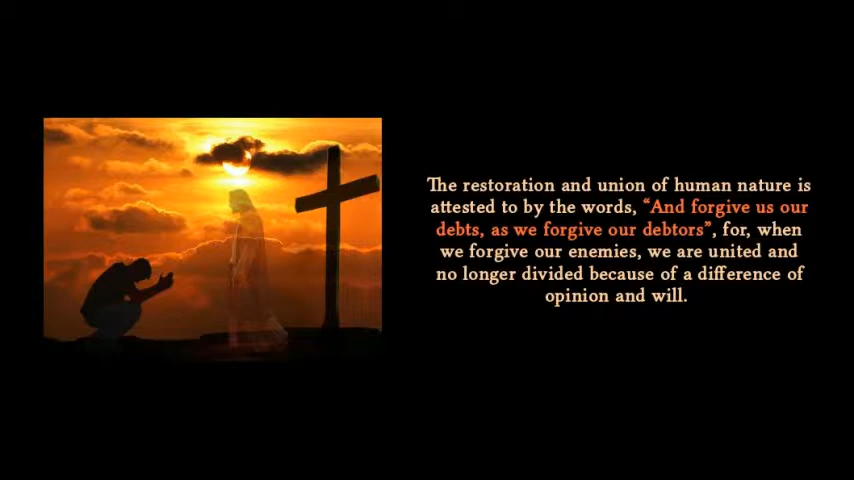 The restoration and union of human nature is
attested to by the words, “And forgive us our
debts, as we forgive our debtors”, for, when
we forgive our enemies, we are united and
no longer divided because of a difference of
opinion and will.